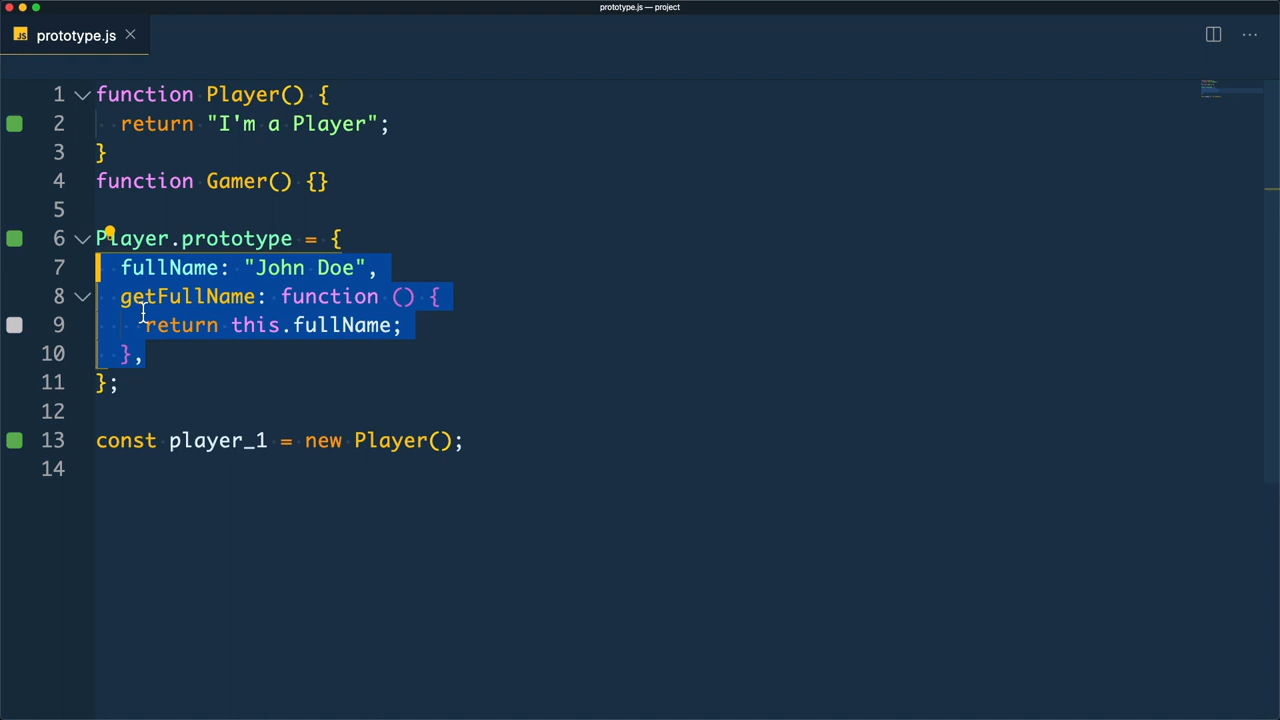 prototype.js — project
JS prototype.js
1 function Player() {
2 return "I'm a Player";
3 }
4 function Gamer() {}
5
6 Player.prototype = {
7 fullName: "John Doe",
8 getFullName: function () {
9 return this.fullName;
10 },
11 };
12
13 const player_1 = new Player();
14